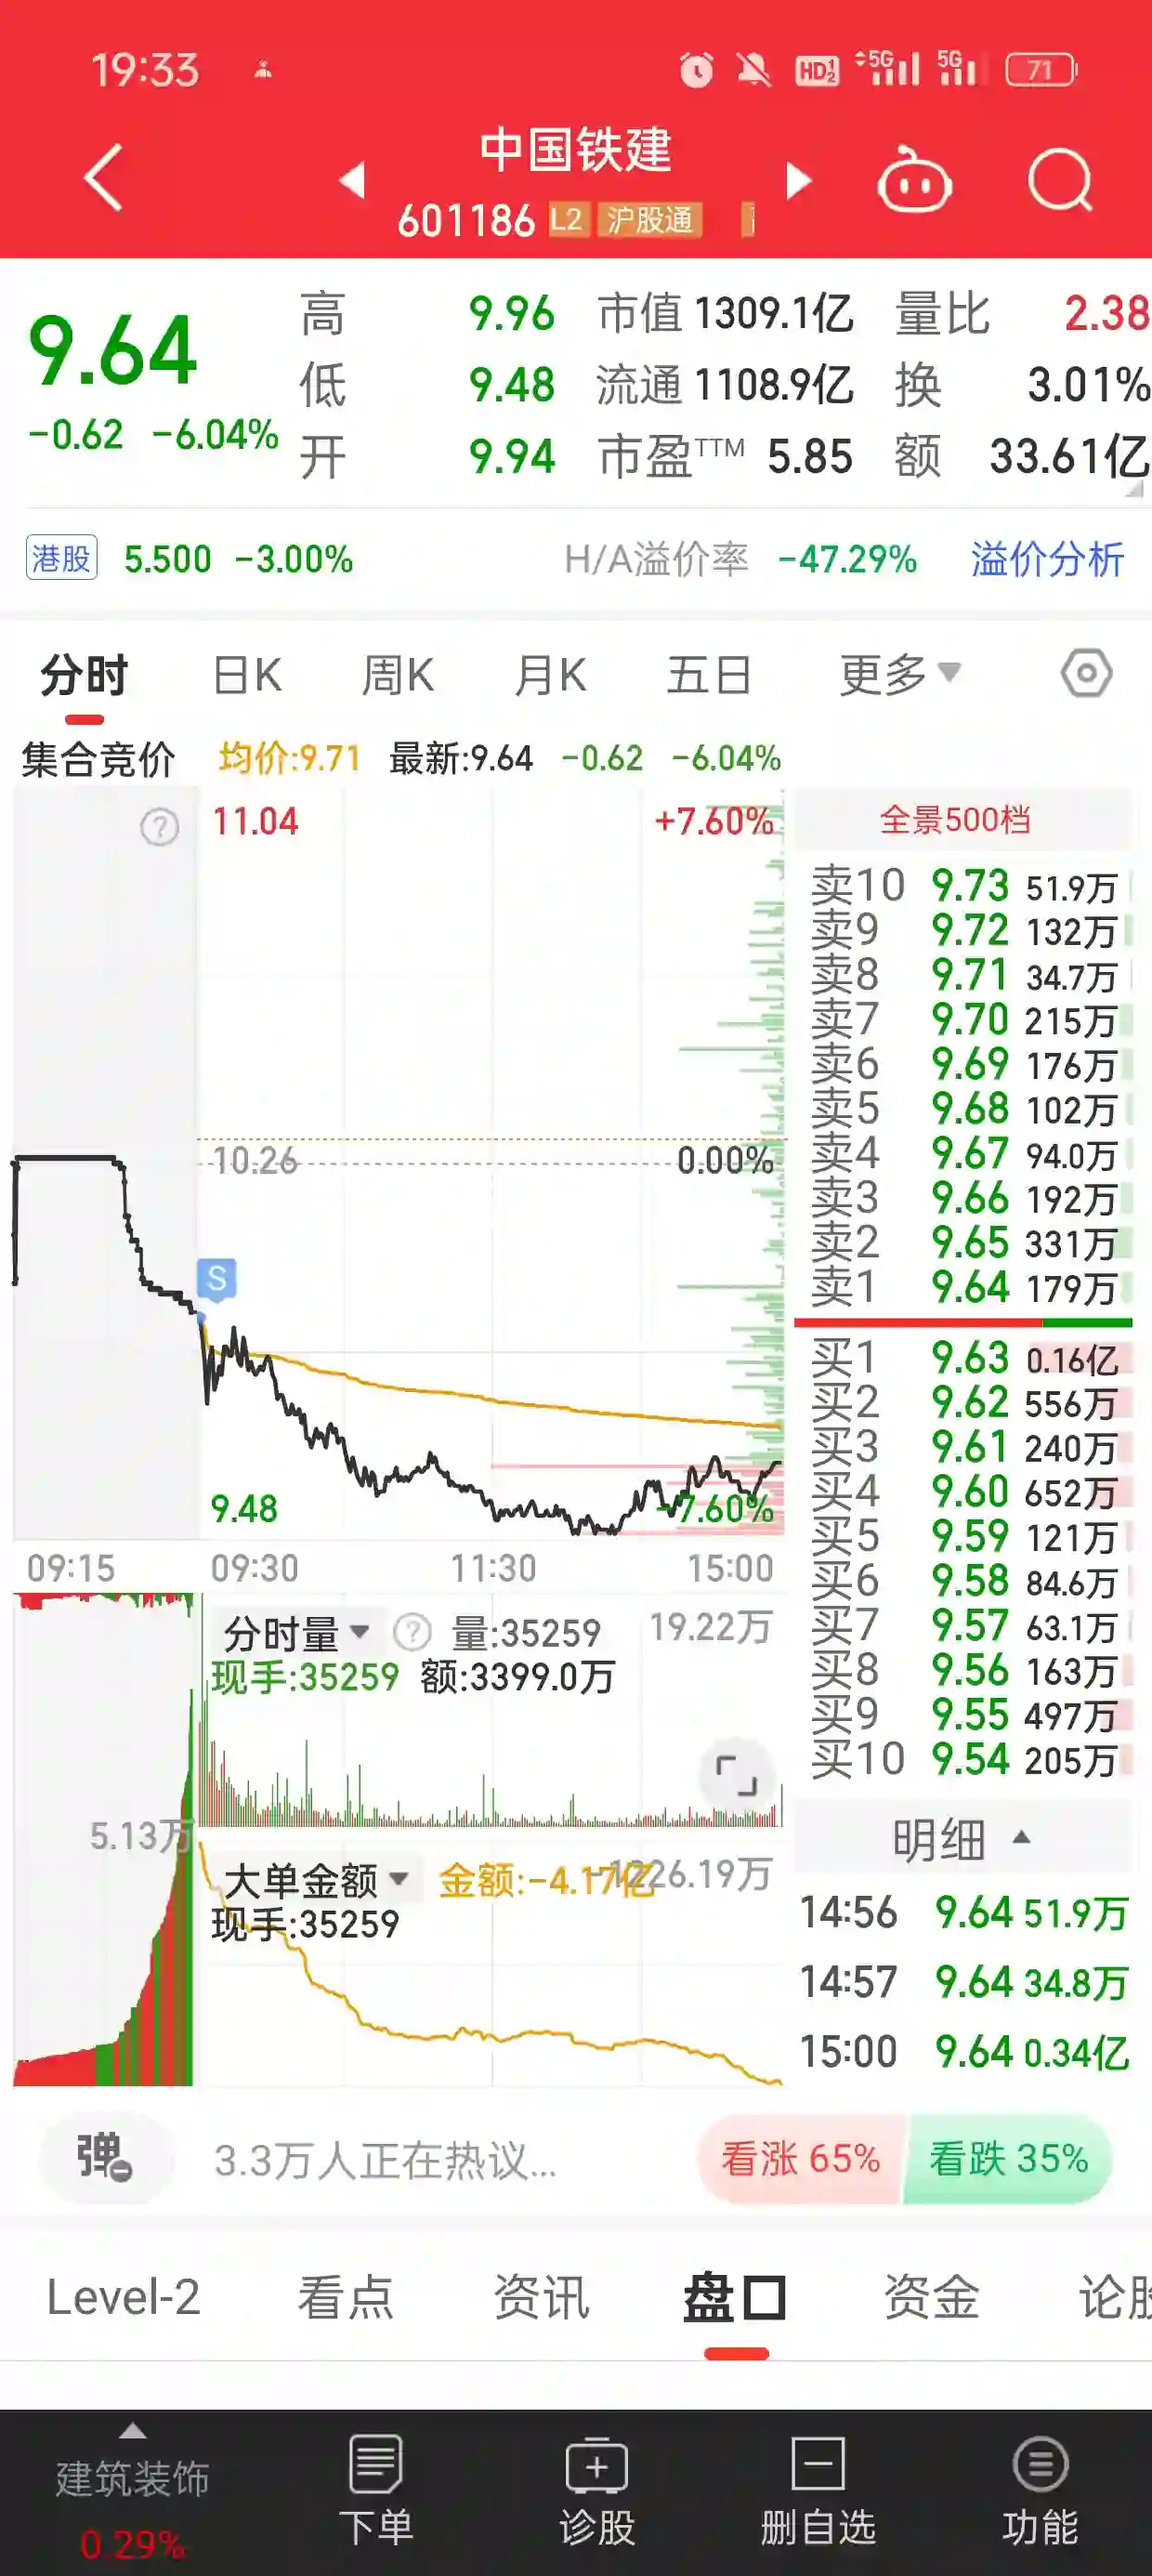 19:33 HD 1 2 5G 5G 71
中国铁建
601186 L2 沪股通
9.64
-0.62 -6.04%
高 9.96 市值 1309.1亿 量比 2.38
低 9.48 流通 1108.9亿 换 3.01%
开 9.94 市盈TTM 5.85 额 33.61亿
港股 5.500 -3.00% H/A溢价率 -47.29% 溢价分析
分时 日K 周K 月K 五日 更多
集合竞价 均价:9.71 最新:9.64 -0.62 -6.04%
11.04 +7.60%
10.26 0.00%
S
9.48 -7.60%
09:15 09:30 11:30 15:00
全景500档
卖10 9.73 51.9万
卖9 9.72 132万
卖8 9.71 34.7万
卖7 9.70 215万
卖6 9.69 176万
卖5 9.68 102万
卖4 9.67 94.0万
卖3 9.66 192万
卖2 9.65 331万
卖1 9.64 179万
买1 9.63 0.16亿
买2 9.62 556万
买3 9.61 240万
买4 9.60 652万
买5 9.59 121万
买6 9.58 84.6万
买7 9.57 63.1万
买8 9.56 163万
买9 9.55 497万
买10 9.54 205万
分时量 ? 量:35259 19.22万
现手:35259 额:3399.0万
5.13万
大单金额 金额:-4.17亿 -1226.19万
现手:35259
明细
14:56 9.64 51.9万
14:57 9.64 34.8万
15:00 9.64 0.34亿
弹 3.3万人正在热议... 看涨 65% 看跌 35%
Level-2 看点 资讯 盘口 资金 论股
建筑装饰 0.29%
下单 诊股 删自选 功能